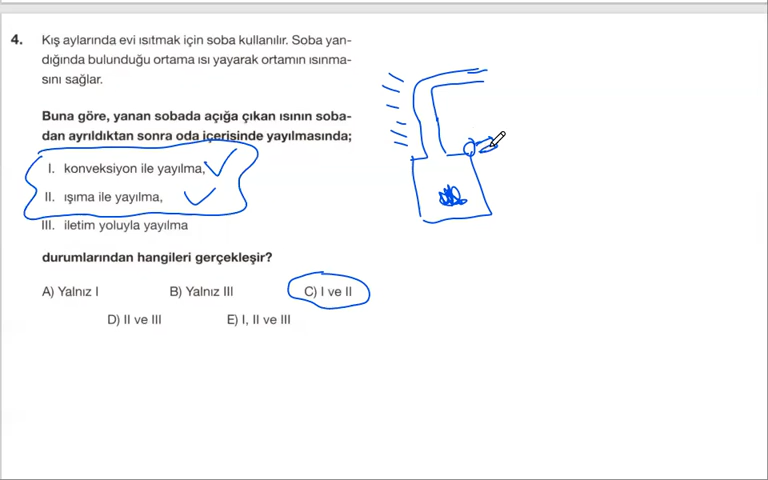 4. Kış aylarında evi ısıtmak için soba kullanılır. Soba yan-
dığında bulunduğu ortama ısı yayarak ortamın ısınma-
sını sağlar.
Buna göre, yanan sobada açığa çıkan ısının soba-
dan ayrıldıktan sonra oda içerisinde yayılmasında;
I. konveksiyon ile yayılma,
II. ışıma ile yayılma,
III. iletim yoluyla yayılma
durumlarından hangileri gerçekleşir?
A) Yalnız I B) Yalnız III C) I ve II
D) II ve III E) I, II ve III